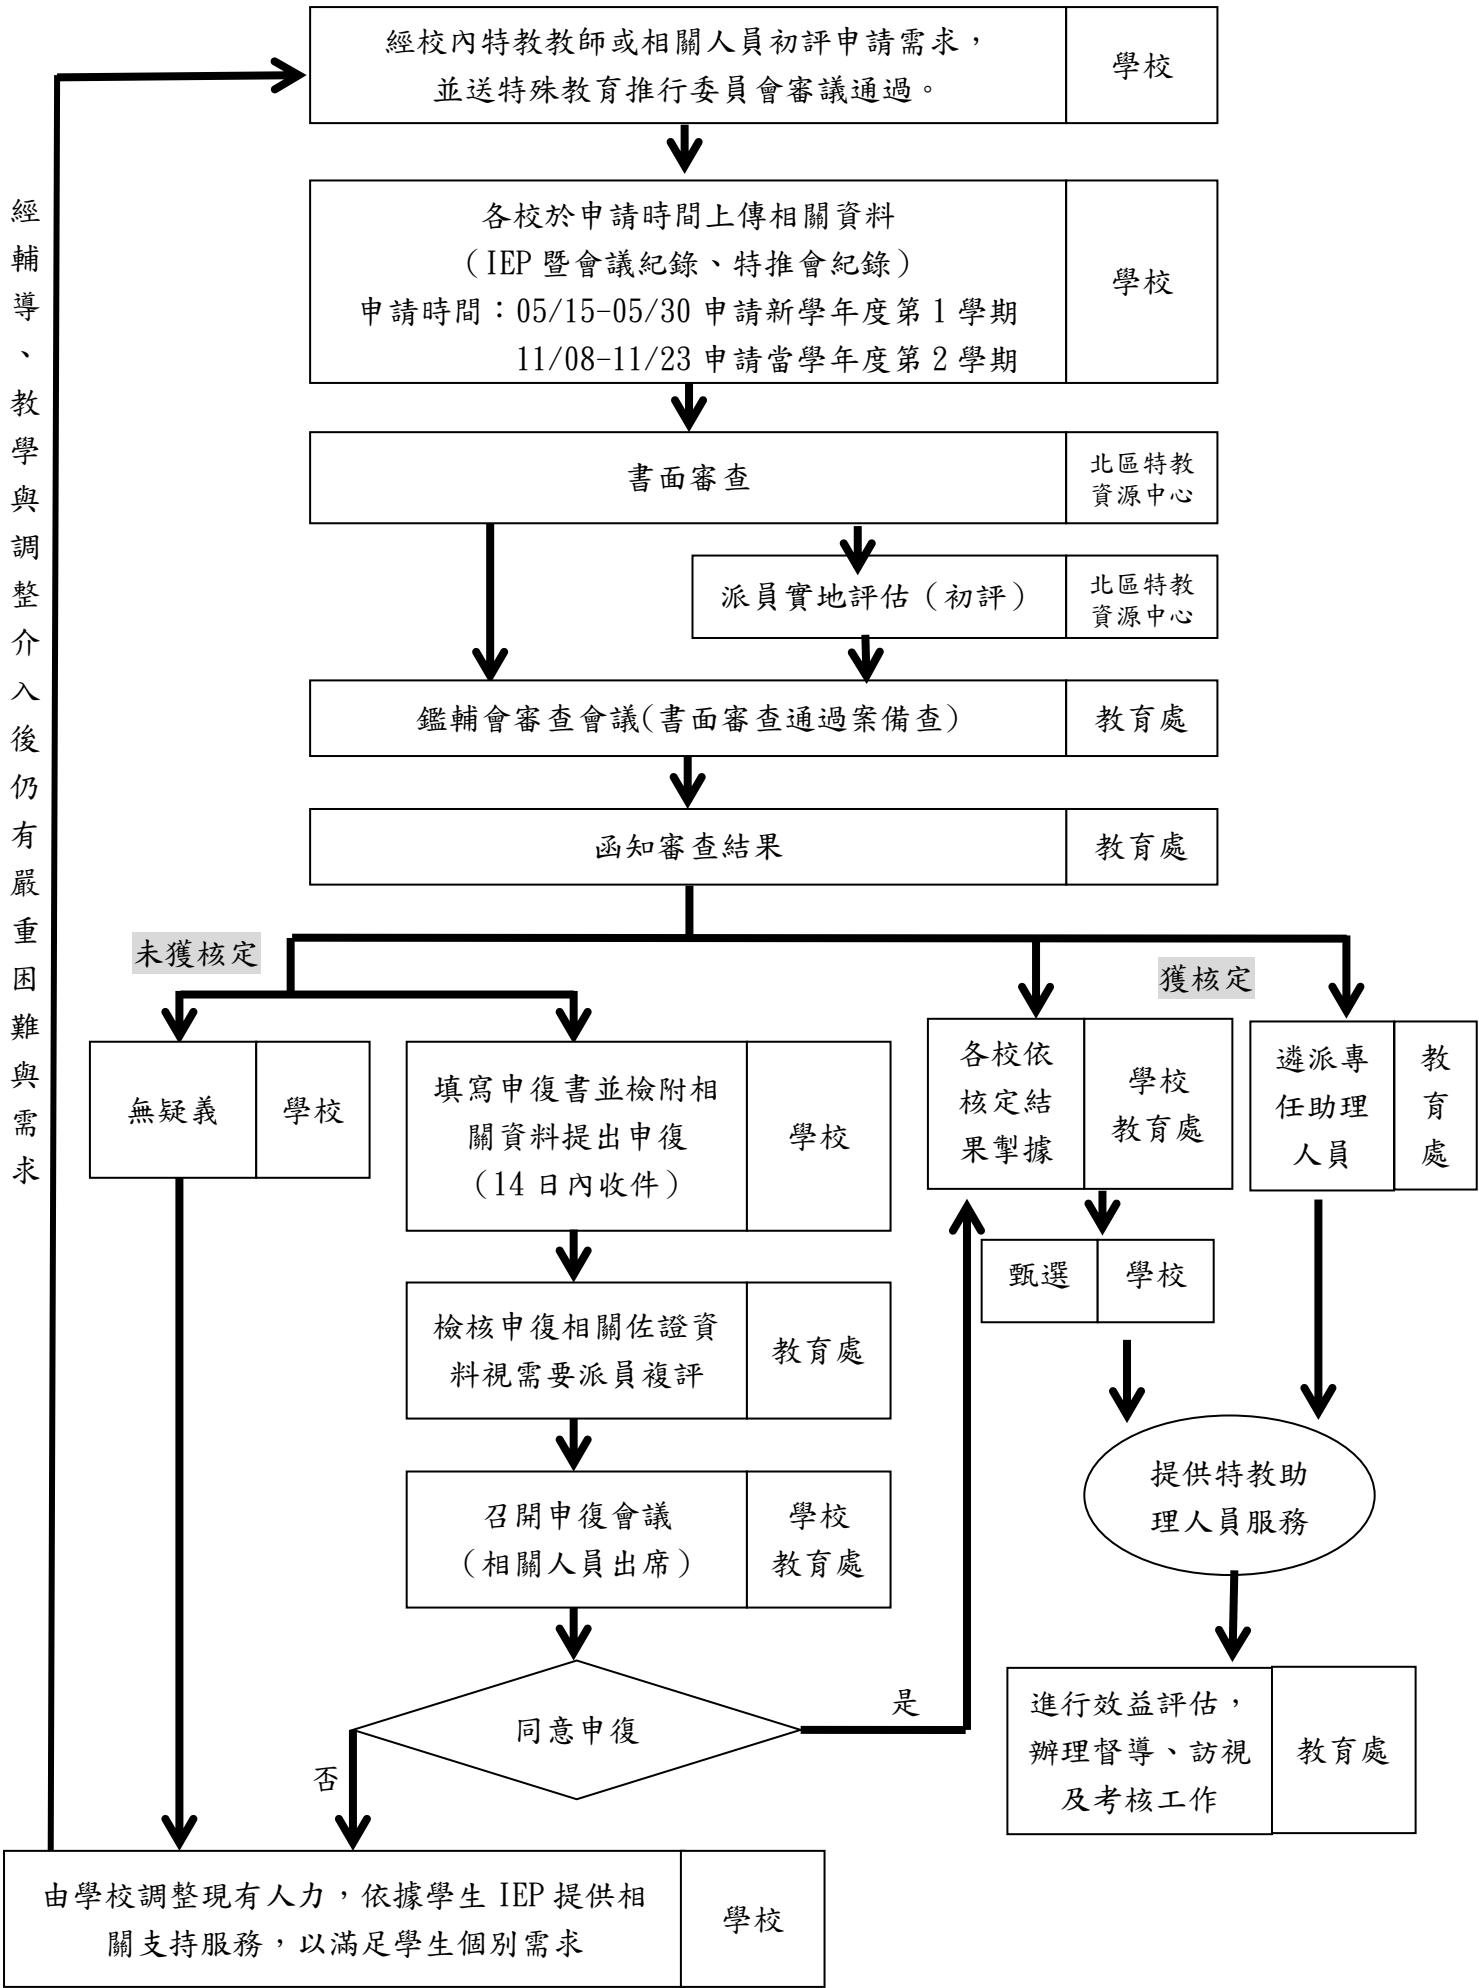 經校內特教教師或相關人員初評申請需求，
並送特殊教育推行委員會審議通過。
學校
各校於申請時間上傳相關資料
（IEP暨會議紀錄、特推會紀錄）
申請時間：05/15-05/30 申請新學年度第1學期
11/08-11/23 申請當學年度第2學期
學校
書面審查
北區特教
資源中心
派員實地評估（初評）
北區特教
資源中心
鑑輔會審查會議(書面審查通過案備查)
教育處
函知審查結果
教育處
未獲核定
獲核定
無疑義
學校
填寫申復書並檢附相
關資料提出申復
（14日內收件）
學校
各校依
核定結
果掣據
學校
教育處
遴派專
任助理
人員
教
育
處
甄選
學校
檢核申復相關佐證資
料視需要派員複評
教育處
召開申復會議
（相關人員出席）
學校
教育處
提供特教助
理人員服務
同意申復
是
否
進行效益評估，
辦理督導、訪視
及考核工作
教育處
由學校調整現有人力，依據學生 IEP 提供相
關支持服務，以滿足學生個別需求
學校
經輔導、教學與調整介入後仍有嚴重困難與需求